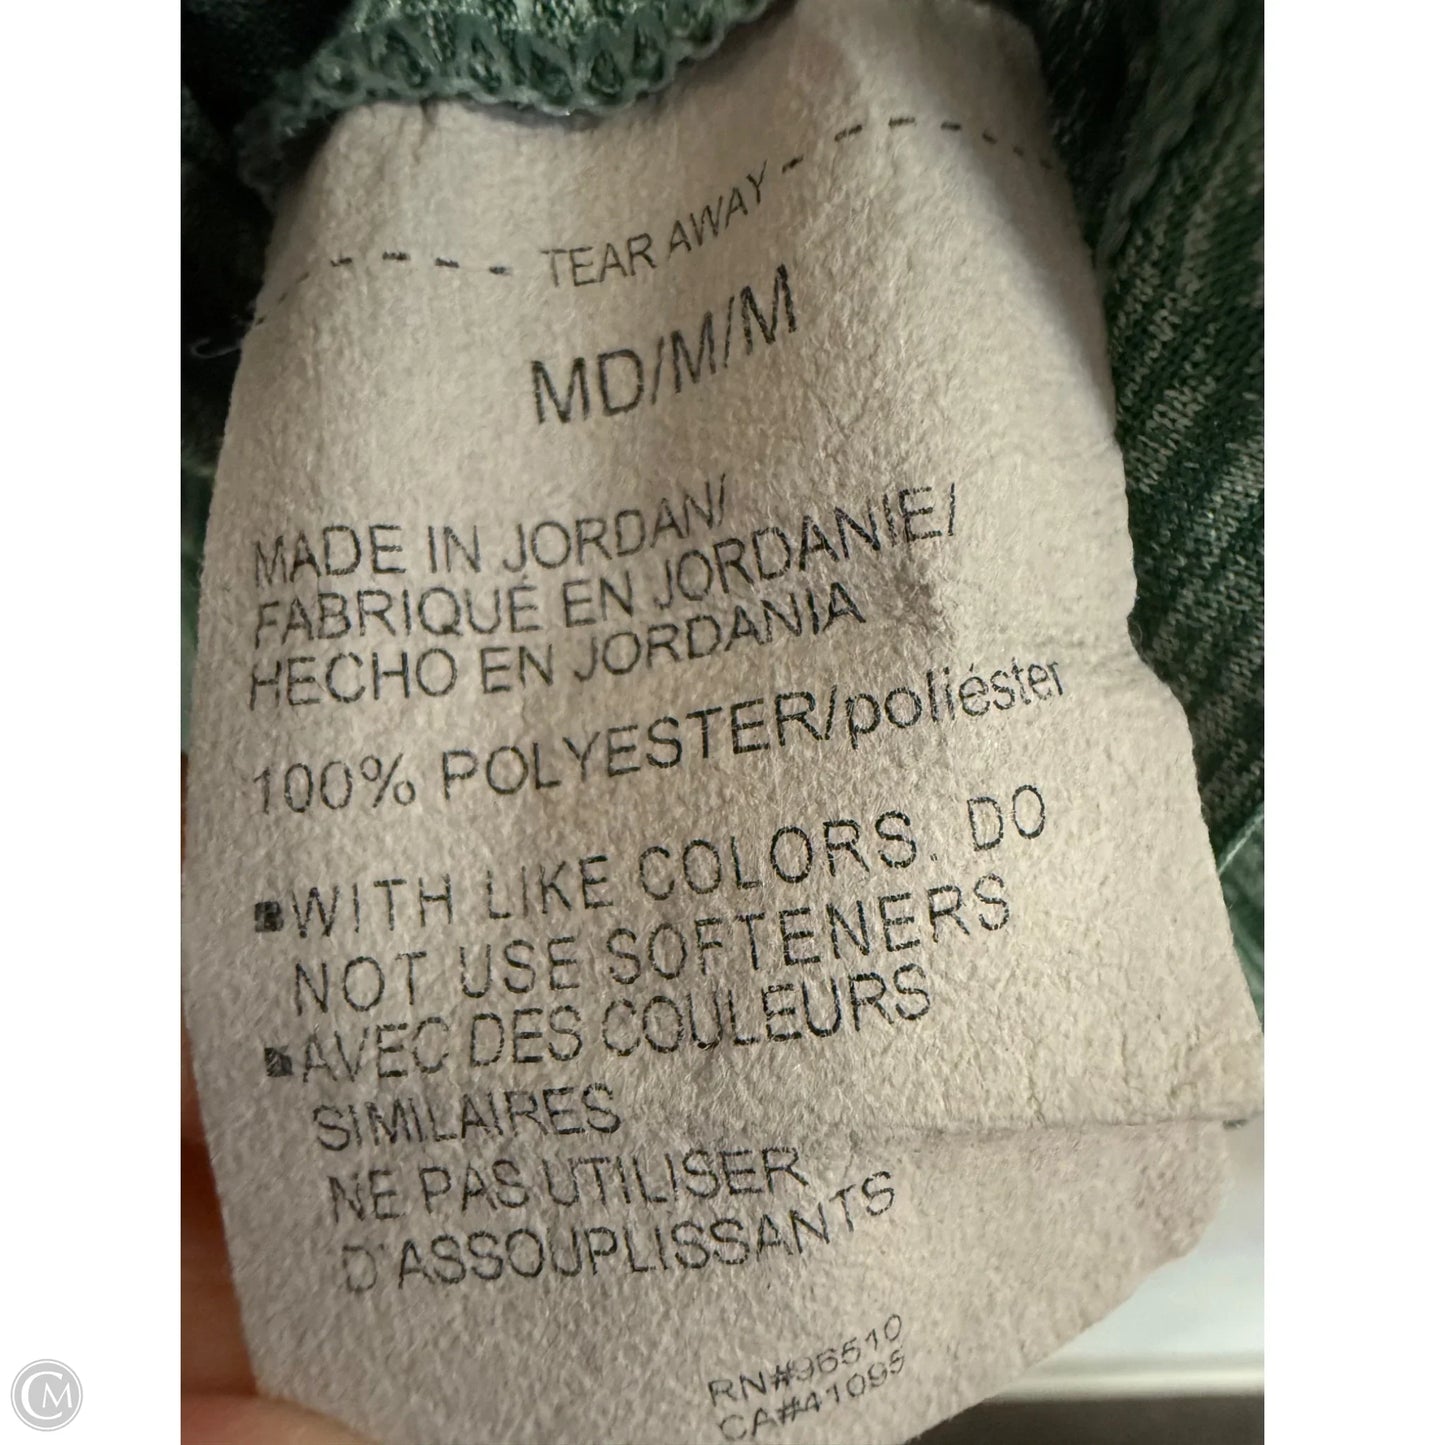 TEAR AWAY
MD/M/M
MADE IN JORDAN/
FABRIQUÉ EN JORDANIE/
HECHO EN JORDANIA
100% POLYESTER/poliéster
▪WITH LIKE COLORS. DO
NOT USE SOFTENERS
▪AVEC DES COULEURS
SIMILAIRES
NE PAS UTILISER
D'ASSOUPLISSANTS
RN#96510
CA#41095
CM